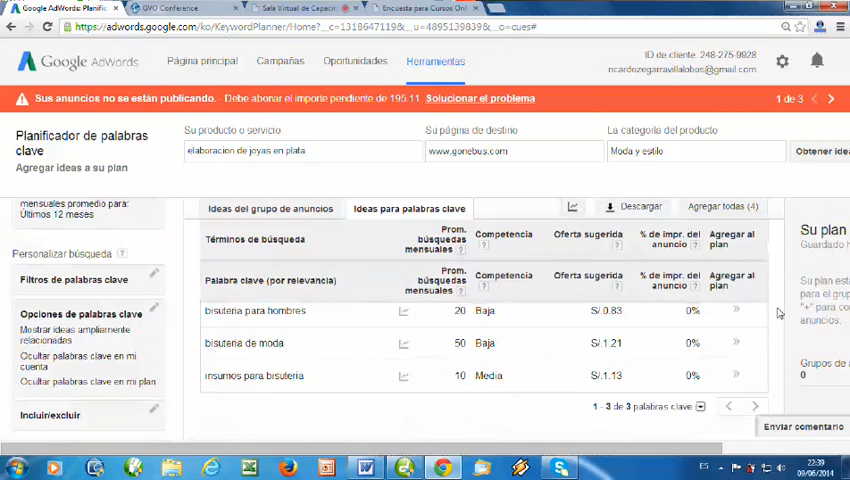 Google AdWords: Planific
GVO Conference
Sala Virtual de Capacit
Encuesta para Cursos Onl
https://adwords.google.com/ko/KeywordPlanner/Home?__c=1318647119&__u=4895139839&__o=cues#
Google AdWords
Página principal
Campañas
Oportunidades
Herramientas
ID de cliente: 248-275-9928
ricardozegarravillalobos@gmail.com
Sus anuncios no se están publicando. - Debe abonar el importe pendiente de 195.11. Solucionar el problema
1 de 3
Planificador de palabras
clave
Agregar ideas a su plan
Su producto o servicio
elaboracion de joyas en plata
Su página de destino
www.gonebus.com
La categoría del producto
Moda y estilo
Obtener idea
mensuales promedio para:
Últimos 12 meses
Personalizar búsqueda ?
Filtros de palabras clave
Opciones de palabras clave
Mostrar ideas ampliamente
relacionadas
Ocultar palabras clave en mi
cuenta
Ocultar palabras clave en mi plan
Incluir/excluir
Ideas del grupo de anuncios
Ideas para palabras clave
Descargar
Agregar todas (4)
Términos de búsqueda
Prom.
búsquedas
mensuales ?
Competencia
?
Oferta sugerida
?
% de impr. del
anuncio ?
Agregar al
plan
Palabra clave (por relevancia)
Prom.
búsquedas
mensuales ?
Competencia
?
Oferta sugerida
?
% de impr. del
anuncio ?
Agregar al
plan
bisuteria para hombres 20 Baja S/.0.83 0% »
bisuteria de moda 50 Baja S/.1.21 0% »
insumos para bisuteria 10 Media S/.1.13 0% »
1 - 3 de 3 palabras clave
Su plan
Guardado h
Su plan est
para el grup
"+" para co
anuncios.
Grupos de a
0
Enviar comentario
ES
22:39
09/06/2014